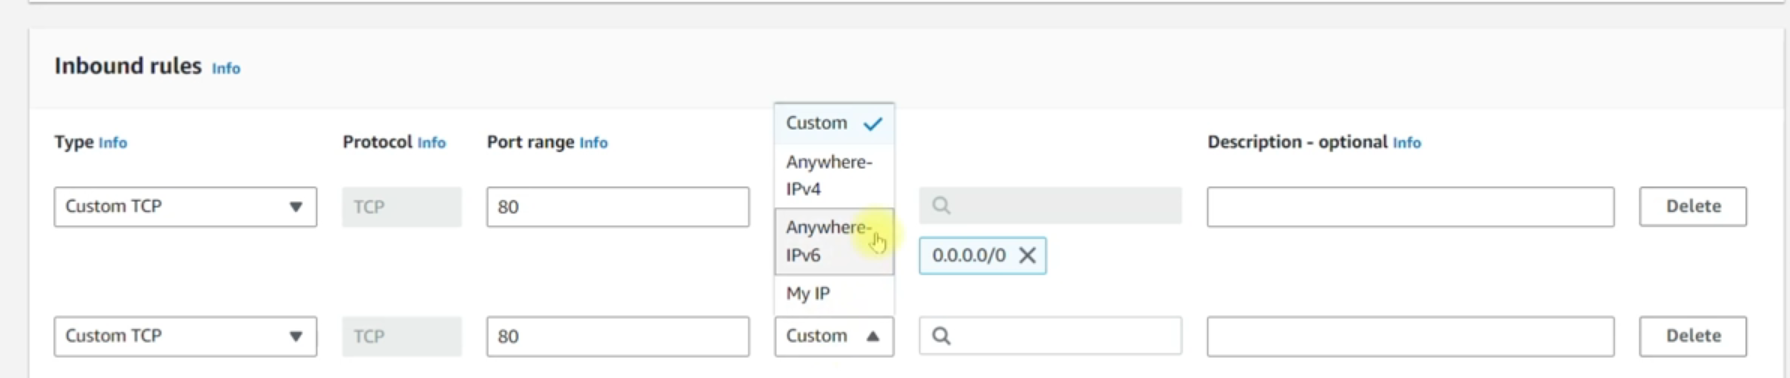 Inbound rules Info
Type Info
Protocol Info
Port range Info
Description - optional Info
Custom TCP
TCP
80
0.0.0.0/0
Delete
Custom
Anywhere-
IPv4
Anywhere-
IPv6
My IP
Custom TCP
TCP
80
Custom
Delete